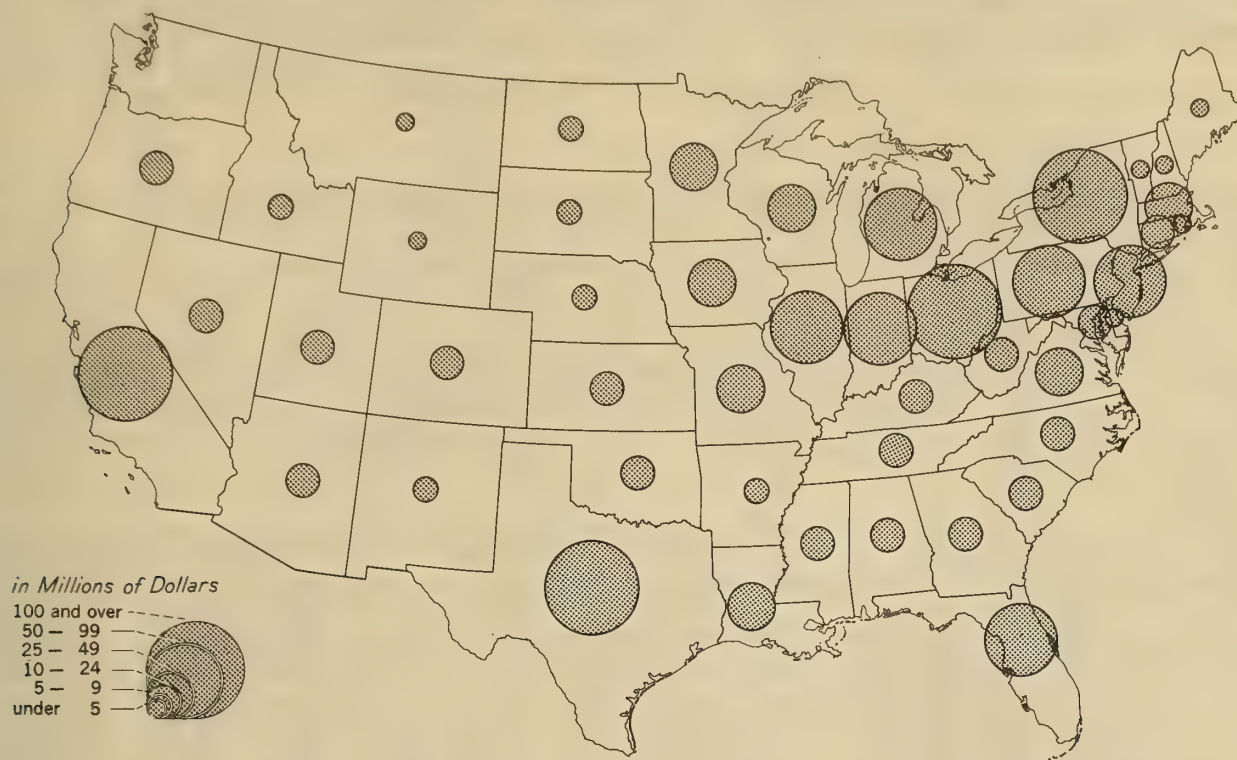 in Millions of Dollars
100 and over
50 – 99
25 – 49
10 – 24
5 – 9
under 5